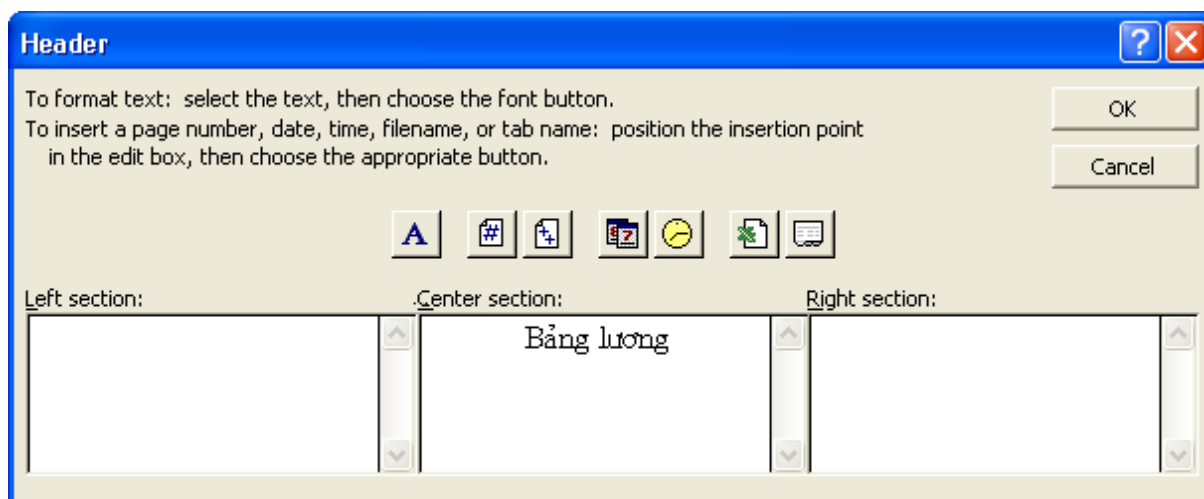 Header
To format text: select the text, then choose the font button.
To insert a page number, date, time, filename, or tab name: position the insertion point
in the edit box, then choose the appropriate button.
OK
Cancel
A
Left section:
Center section:
Right section:
Bảng lương